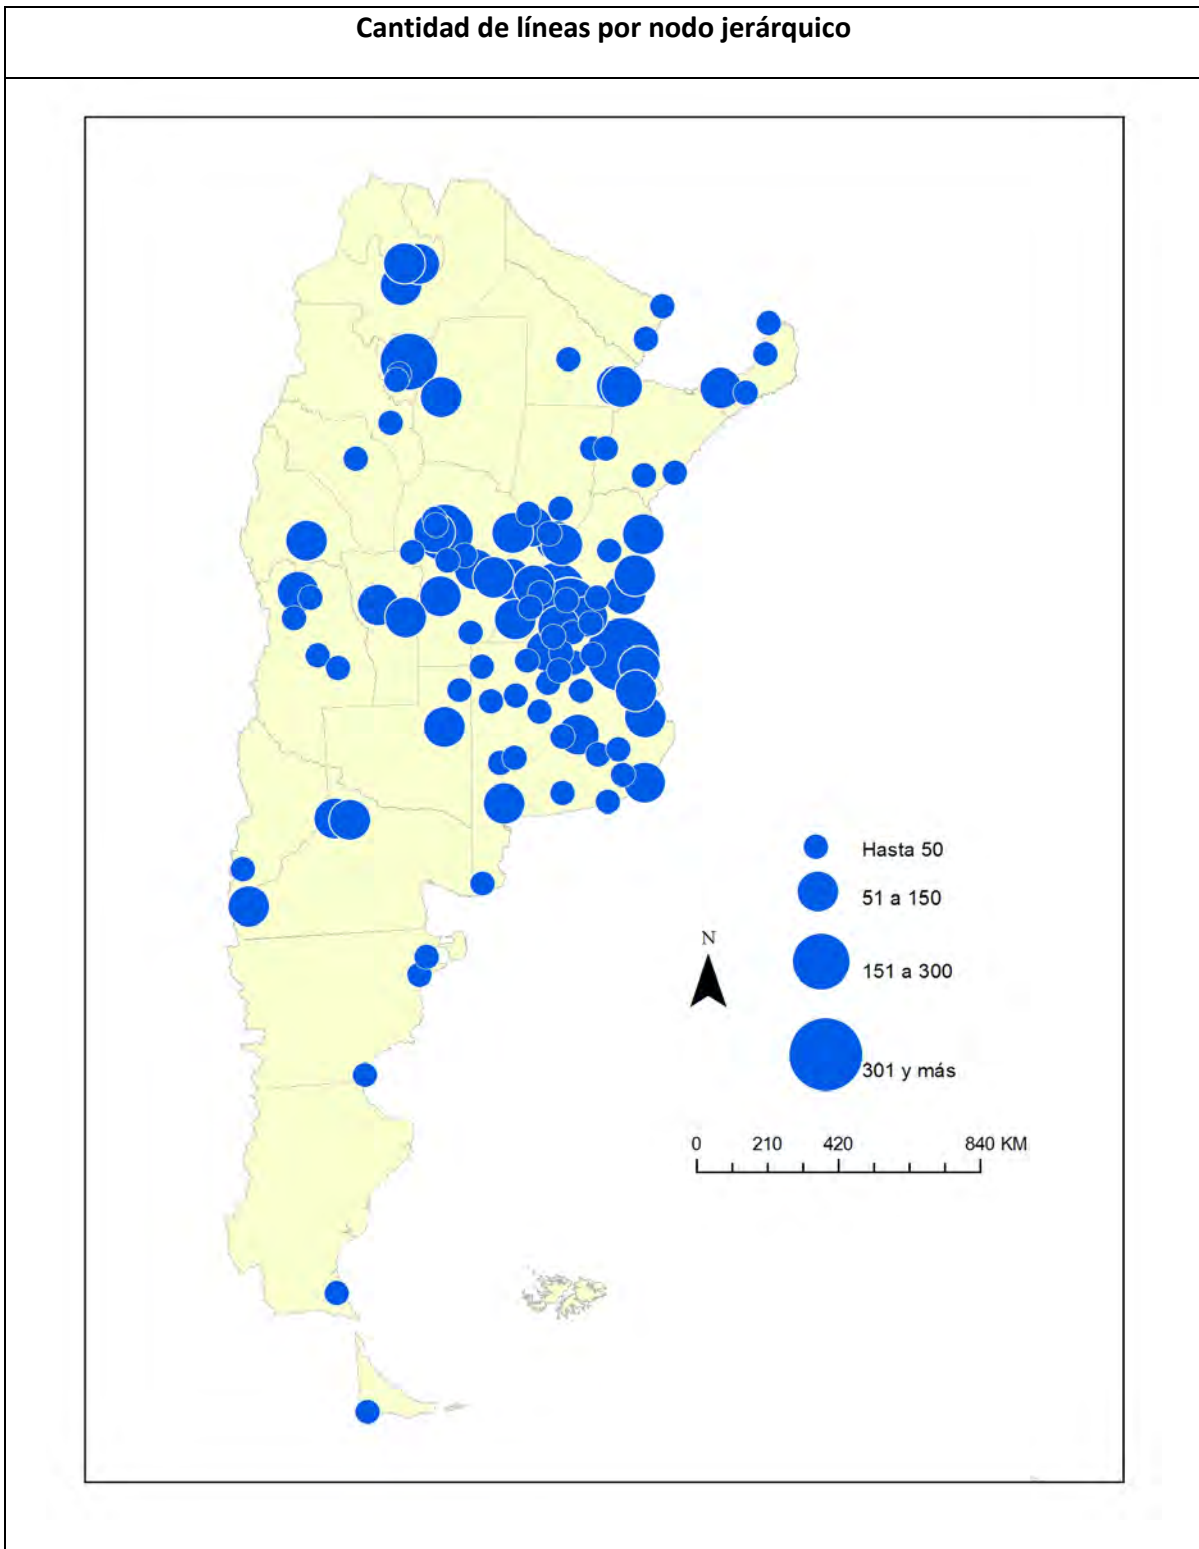 Cantidad de líneas por nodo jerárquico
Hasta 50
51 a 150
N
151 a 300
301 y más
0 210 420 840 KM